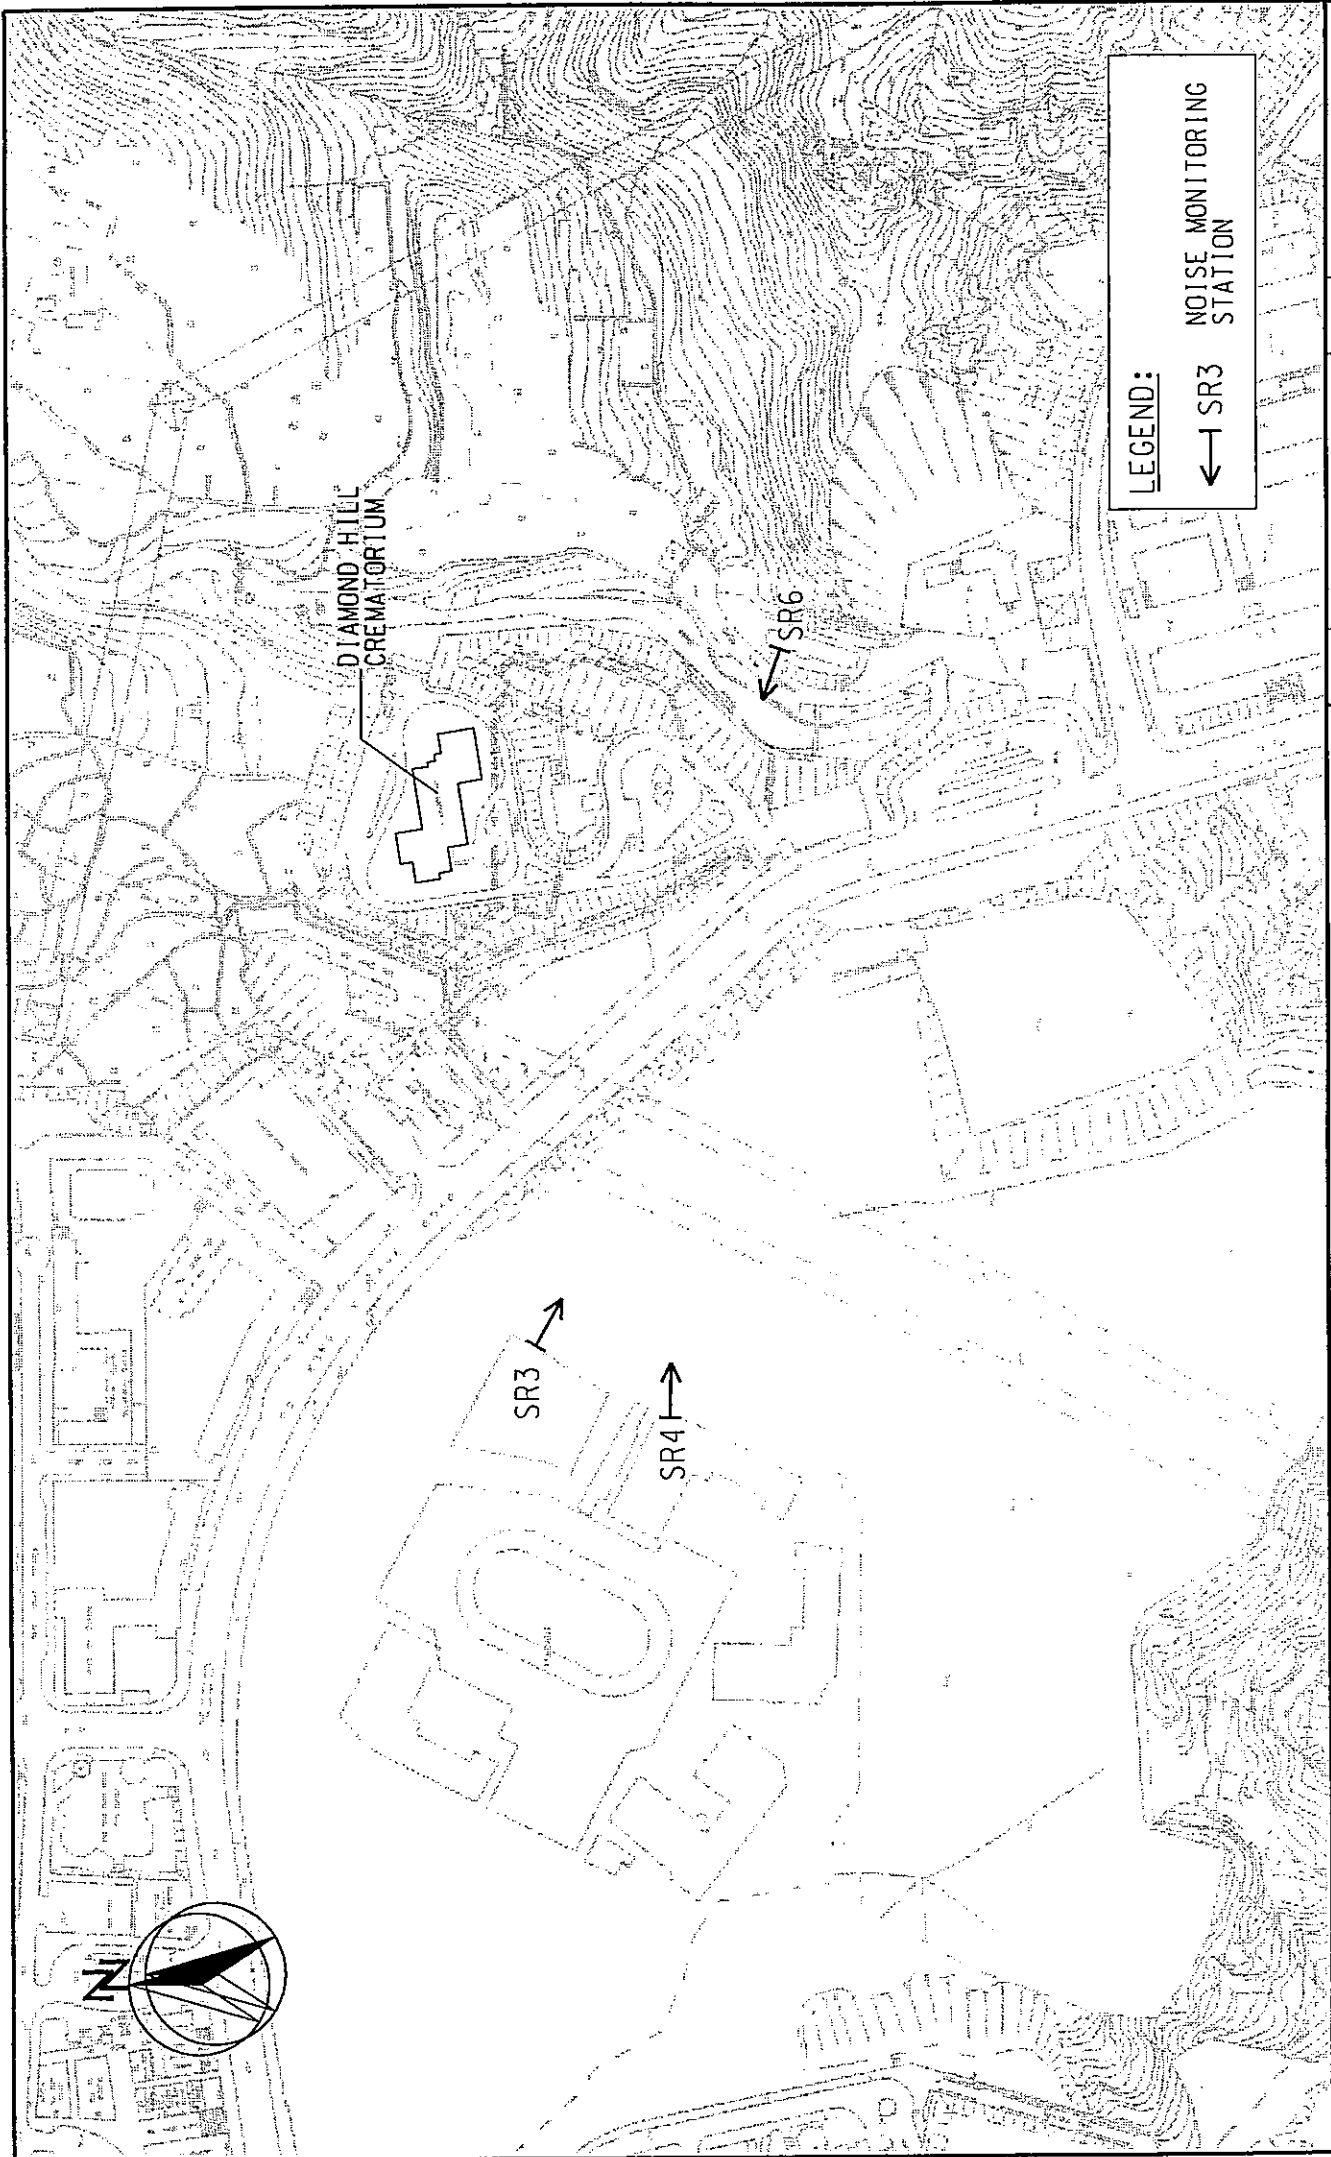 DIAMOND HILL
CREMATORIUM
SR6
SR3
SR4
N
LEGEND:
SR3 NOISE MONITORING
STATION